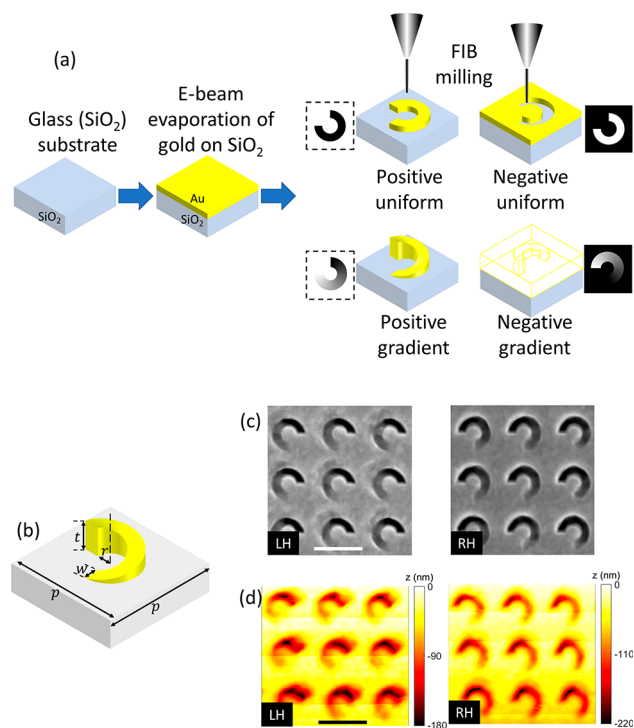 (a)
FIB
milling
Glass (SiO₂)
substrate
E-beam
evaporation of
gold on SiO₂
SiO₂
Au
SiO₂
Positive
uniform
Negative
uniform
Positive
gradient
Negative
gradient
(b)
t
r
w
p
p
(c)
LH
RH
(d)
z (nm)
0
-90
-180
LH
z (nm)
0
-110
-220
RH